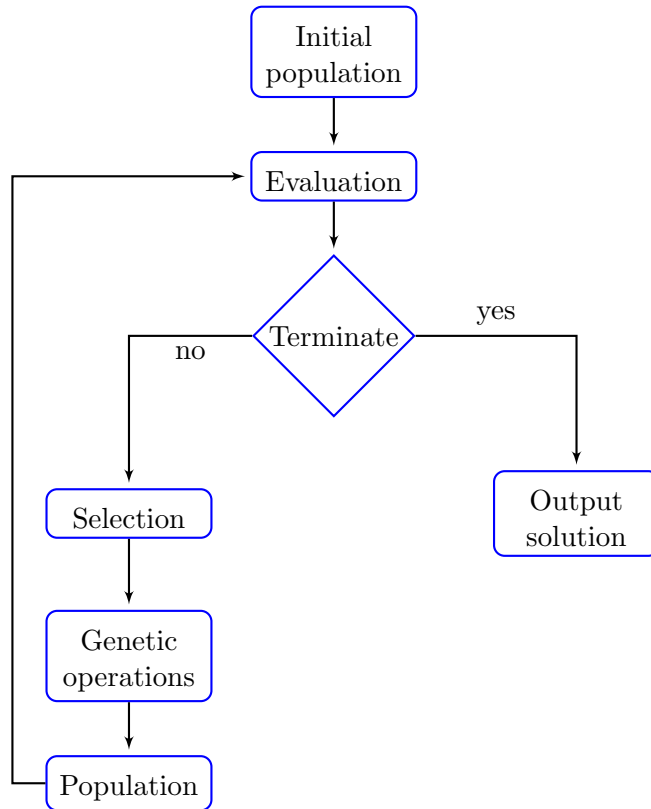 Initial
population
Evaluation
Terminate
yes
no
Selection
Output
solution
Genetic
operations
Population